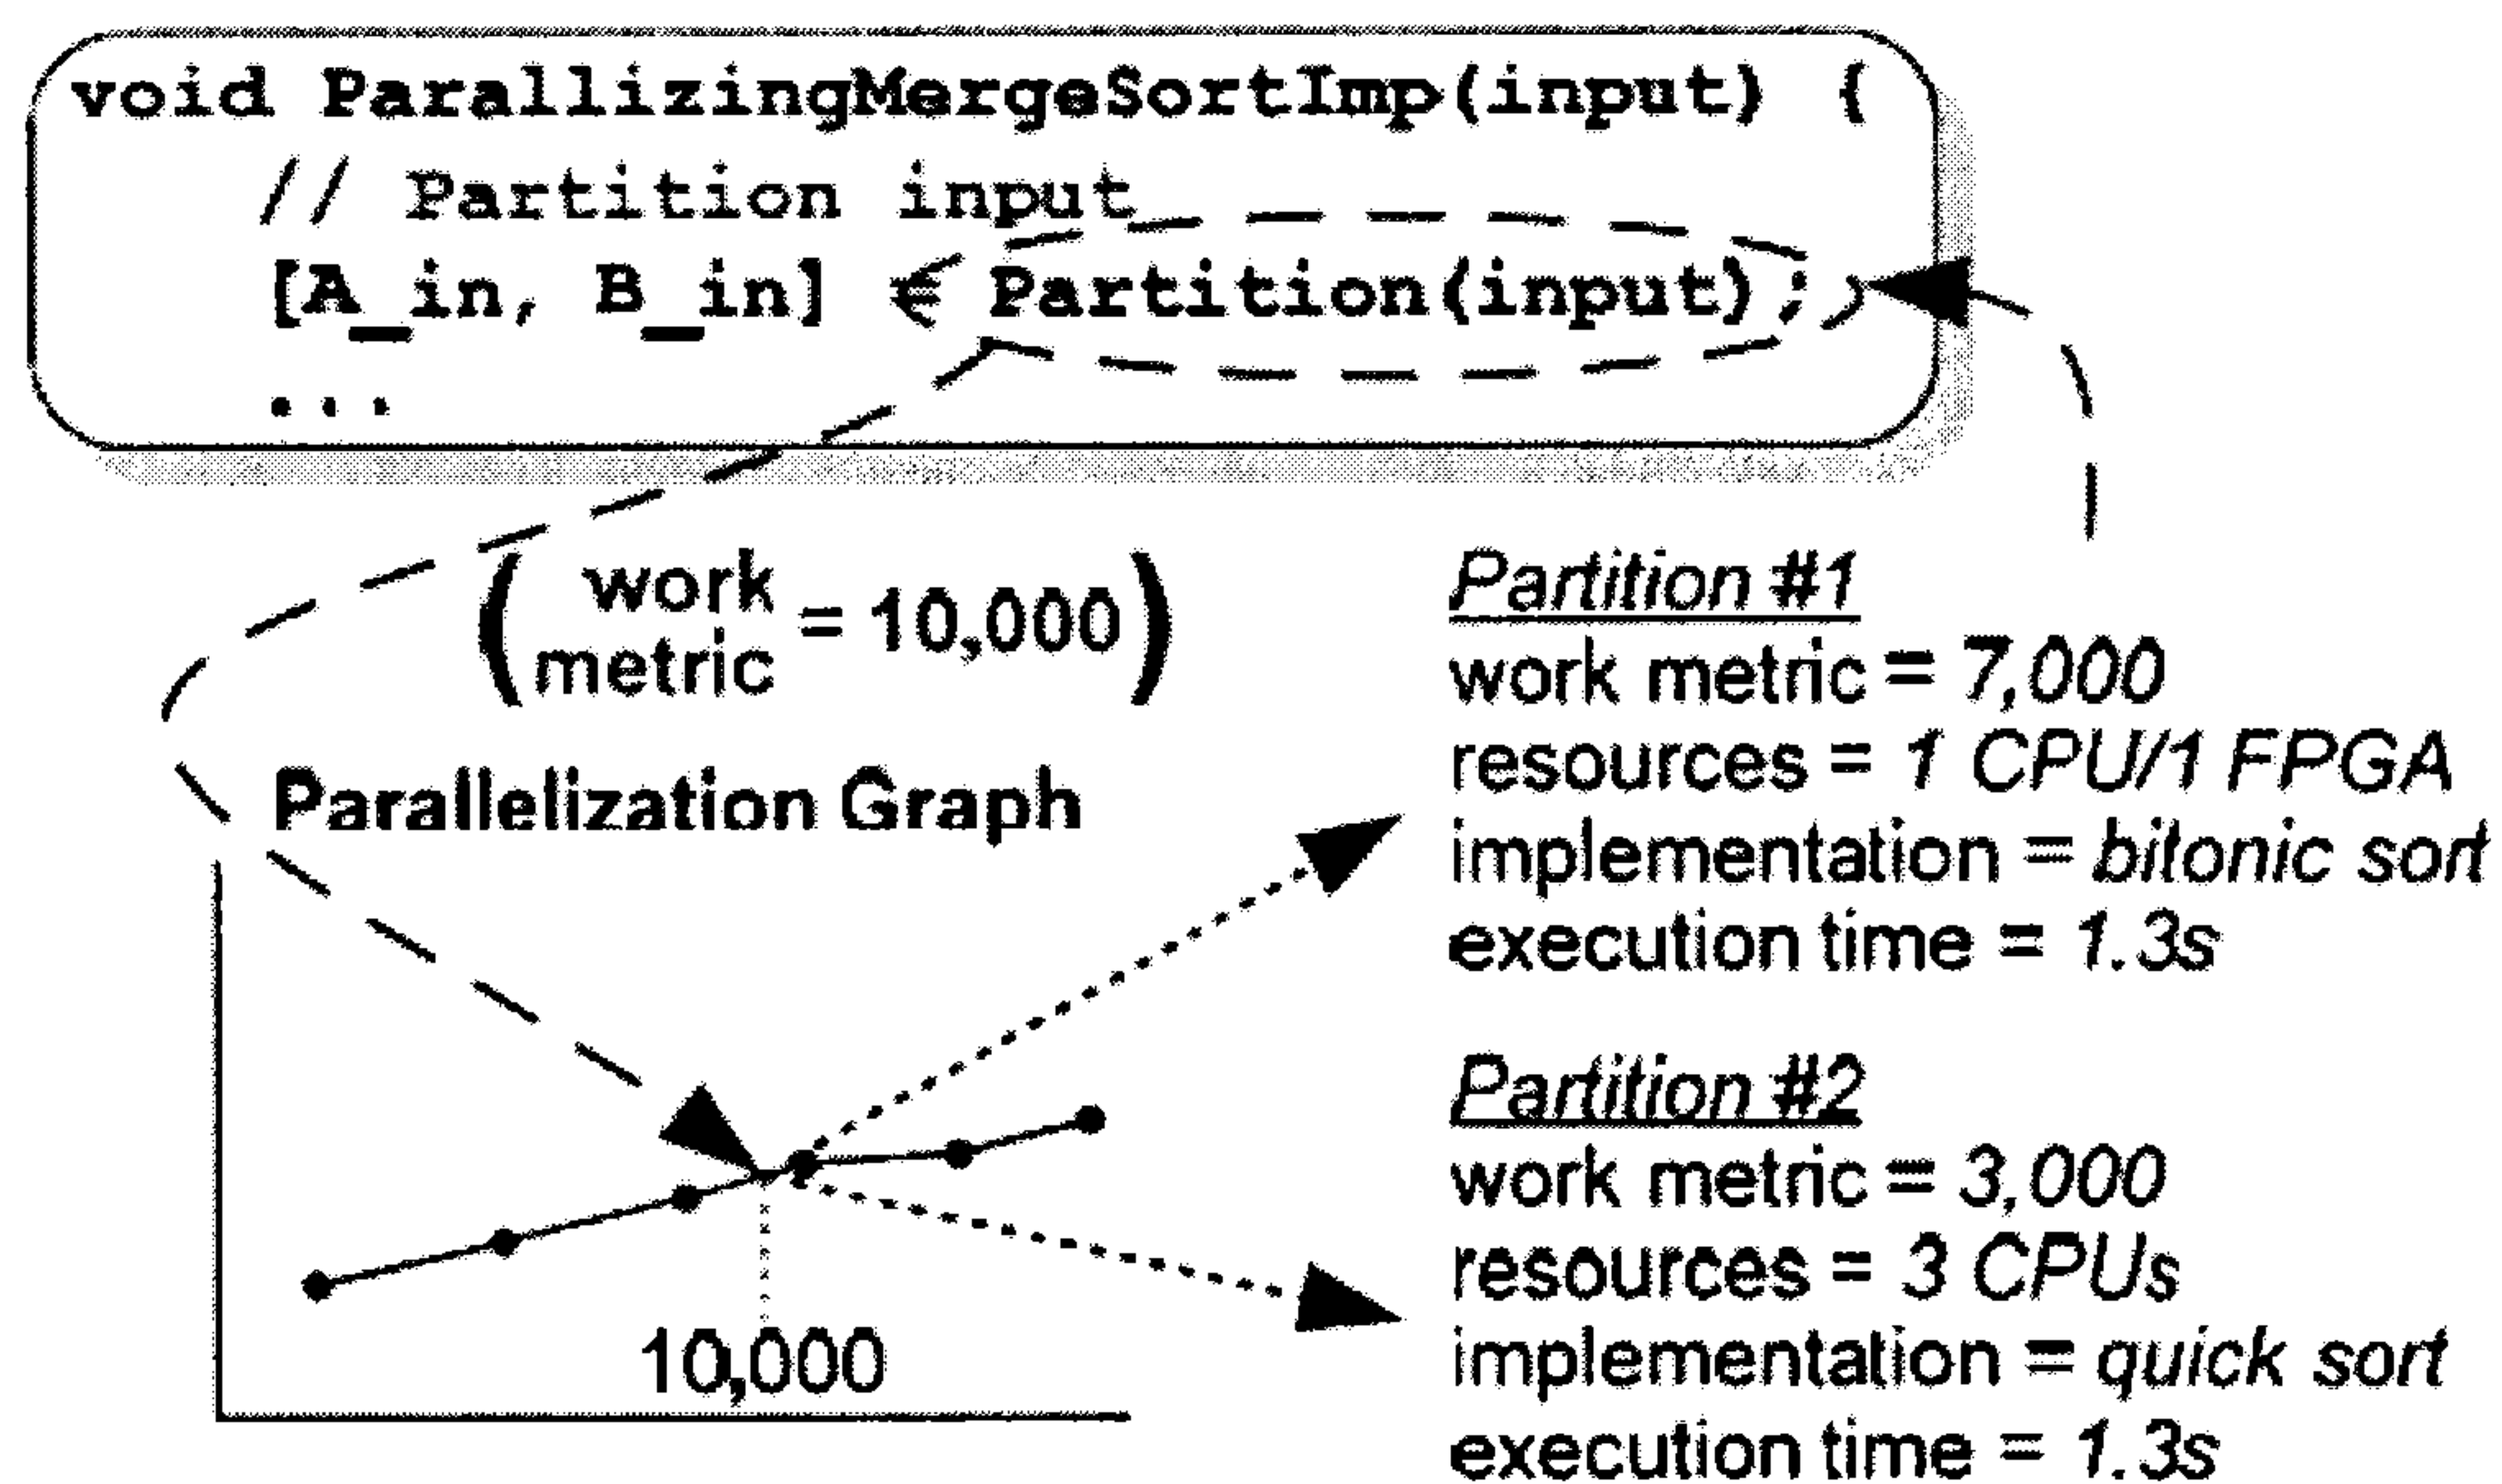 void ParallizingMergeSortImp(input) {
// Partition input
[A_in, B_in] = Partition(input);
...
(work metric = 10,000)
Parallelization Graph
10,000
Partition #1
work metric = 7,000
resources = 1 CPU/1 FPGA
implementation = bitonic sort
execution time = 1.3s
Partition #2
work metric = 3,000
resources = 3 CPUs
implementation = quick sort
execution time = 1.3s